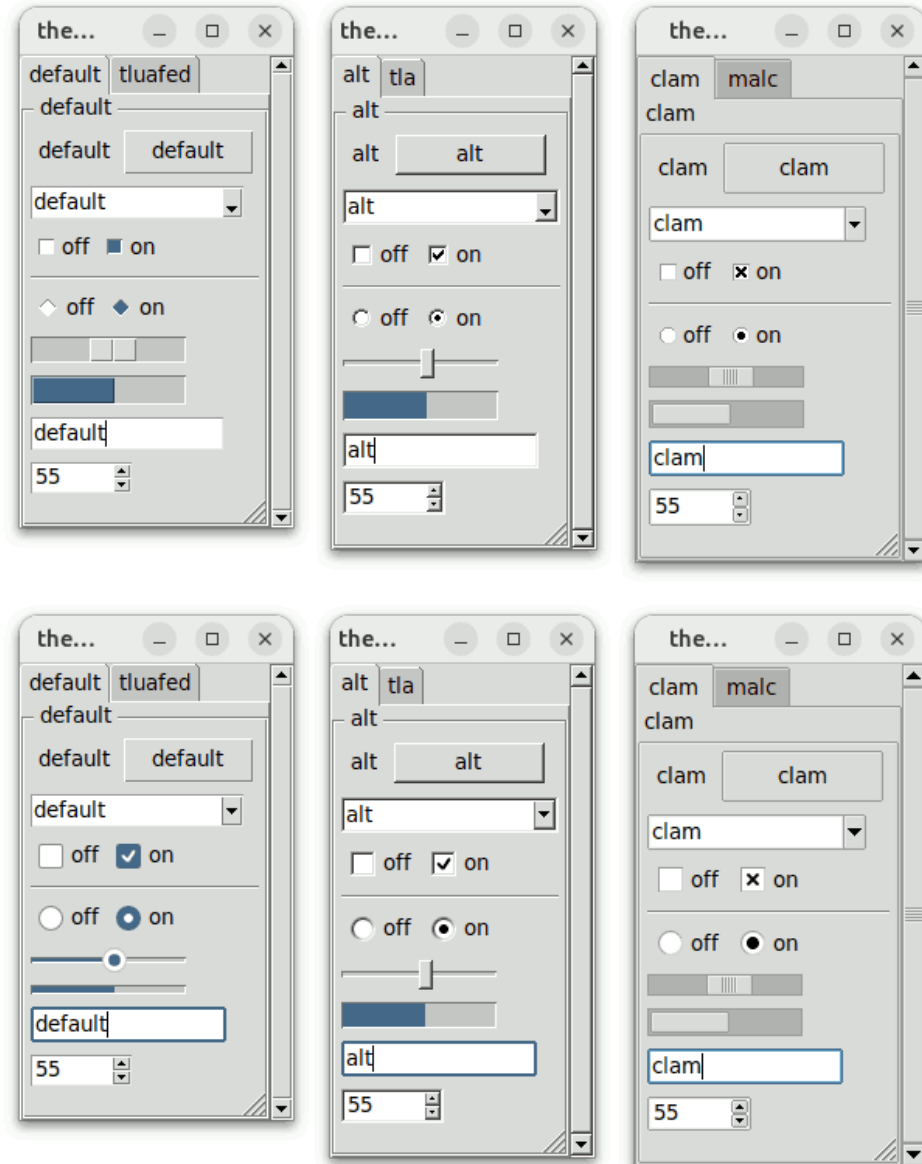 the...
default tluafed
default
default default
default
off on
off on
default
55
the...
alt tla
alt
alt alt
alt
off on
off on
alt
55
the...
clam malc
clam
clam clam
clam
off on
off on
clam
55
the...
default tluafed
default
default default
default
off on
off on
default
55
the...
alt tla
alt
alt alt
alt
off on
off on
alt
55
the...
clam malc
clam
clam clam
clam
off on
off on
clam
55